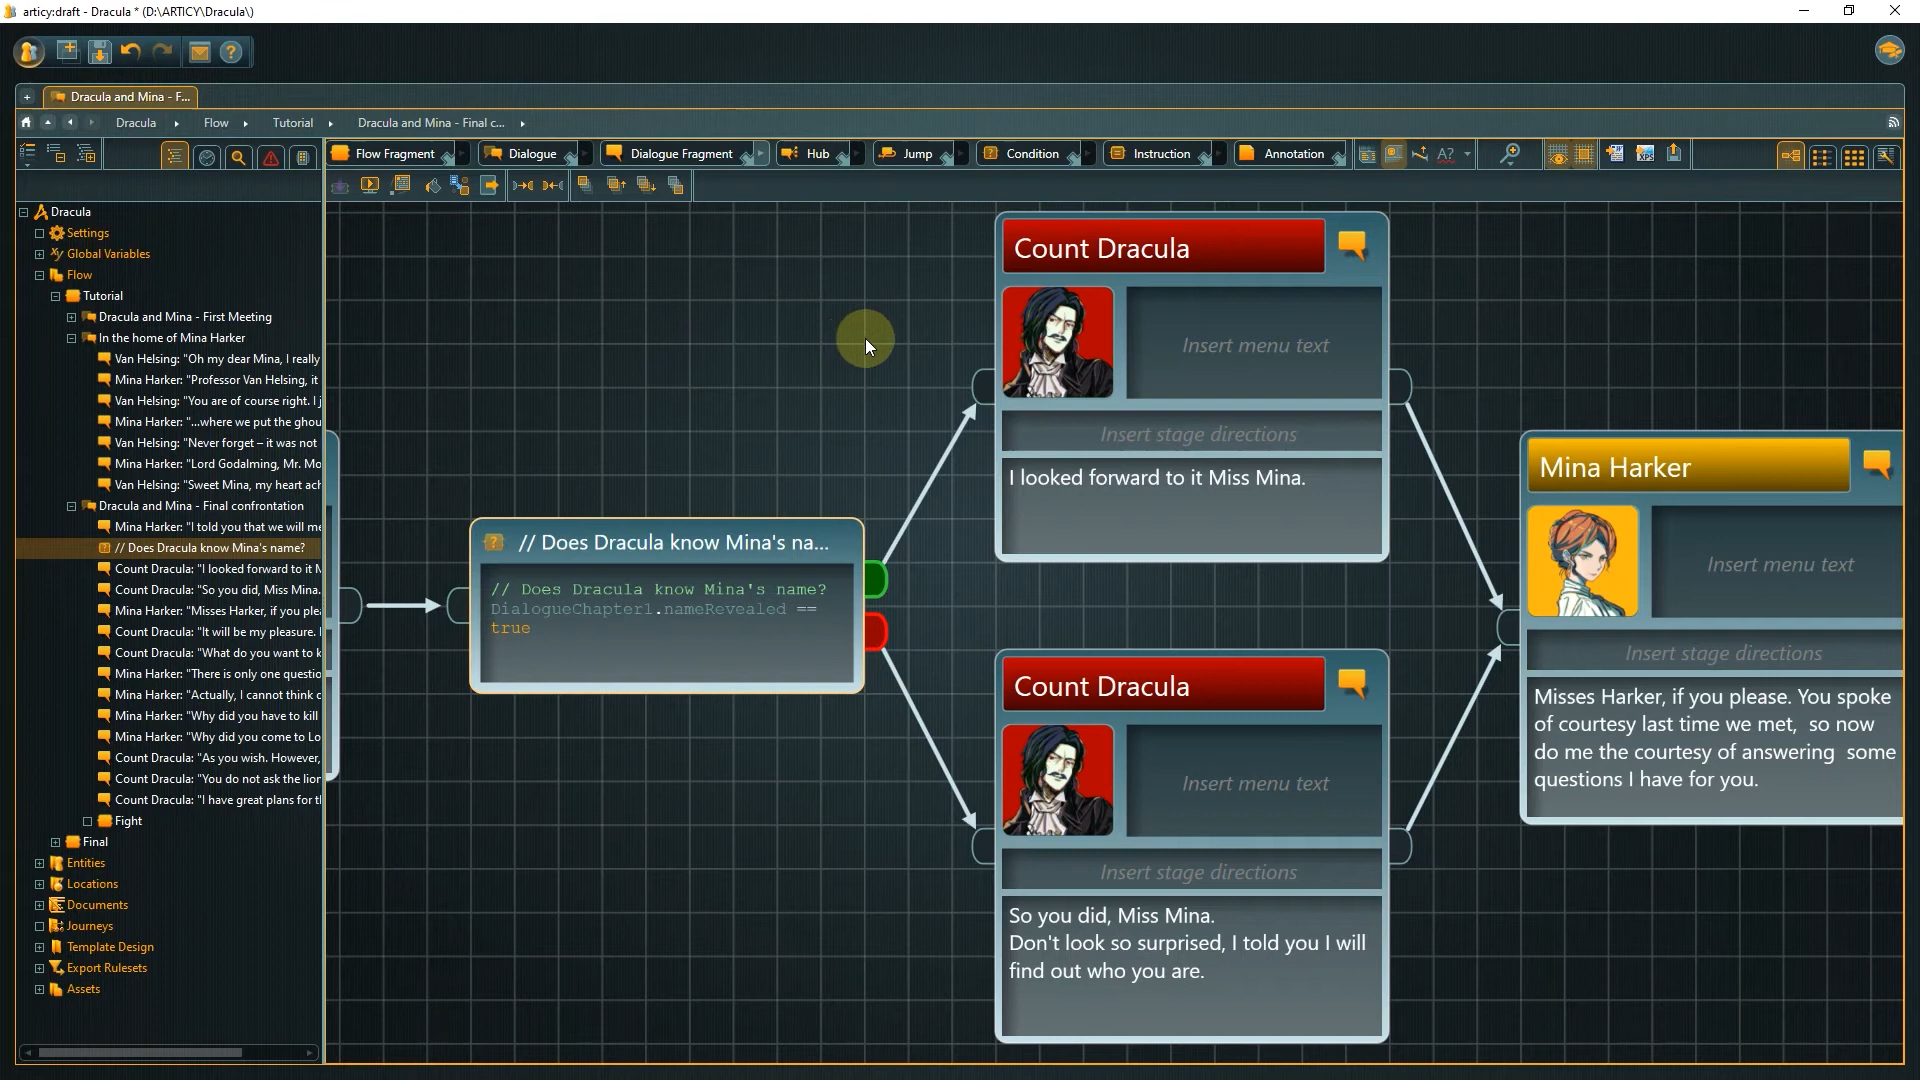 articy:draft - Dracula * (D:\ARTICY\Dracula\)
Dracula and Mina - F...
Dracula
Flow
Tutorial
Dracula and Mina - Final c...
Flow Fragment
Dialogue
Dialogue Fragment
Hub
Jump
Condition
Instruction
Annotation
A?
XPS
Dracula
Settings
Global Variables
Flow
Tutorial
Dracula and Mina - First Meeting
In the home of Mina Harker
Van Helsing: "Oh my dear Mina, I really
Mina Harker: "Professor Van Helsing, it
Van Helsing: "You are of course right. I j
Mina Harker: "...where we put the ghou
Van Helsing: "Never forget – it was not
Mina Harker: "Lord Godalming, Mr. Mo
Van Helsing: "Sweet Mina, my heart ach
Dracula and Mina - Final confrontation
Mina Harker: "I told you that we will me
// Does Dracula know Mina's name?
Count Dracula: "I looked forward to it M
Count Dracula: "So you did, Miss Mina.
Mina Harker: "Misses Harker, if you plea
Count Dracula: "It will be my pleasure. I
Count Dracula: "What do you want to k
Mina Harker: "There is only one questio
Mina Harker: "Actually, I cannot think o
Mina Harker: "Why did you have to kill
Mina Harker: "Why did you come to Lo
Count Dracula: "As you wish. However,
Count Dracula: "You do not ask the lion
Count Dracula: "I have great plans for th
Fight
Final
Entities
Locations
Documents
Journeys
Template Design
Export Rulesets
Assets
// Does Dracula know Mina's na...
// Does Dracula know Mina's name?
DialogueChapter1.nameRevealed ==
true
Count Dracula
Insert menu text
Insert stage directions
I looked forward to it Miss Mina.
Count Dracula
Insert menu text
Insert stage directions
So you did, Miss Mina.
Don't look so surprised, I told you I will
find out who you are.
Mina Harker
Insert menu text
Insert stage directions
Misses Harker, if you please. You spoke
of courtesy last time we met, so now
do me the courtesy of answering some
questions I have for you.